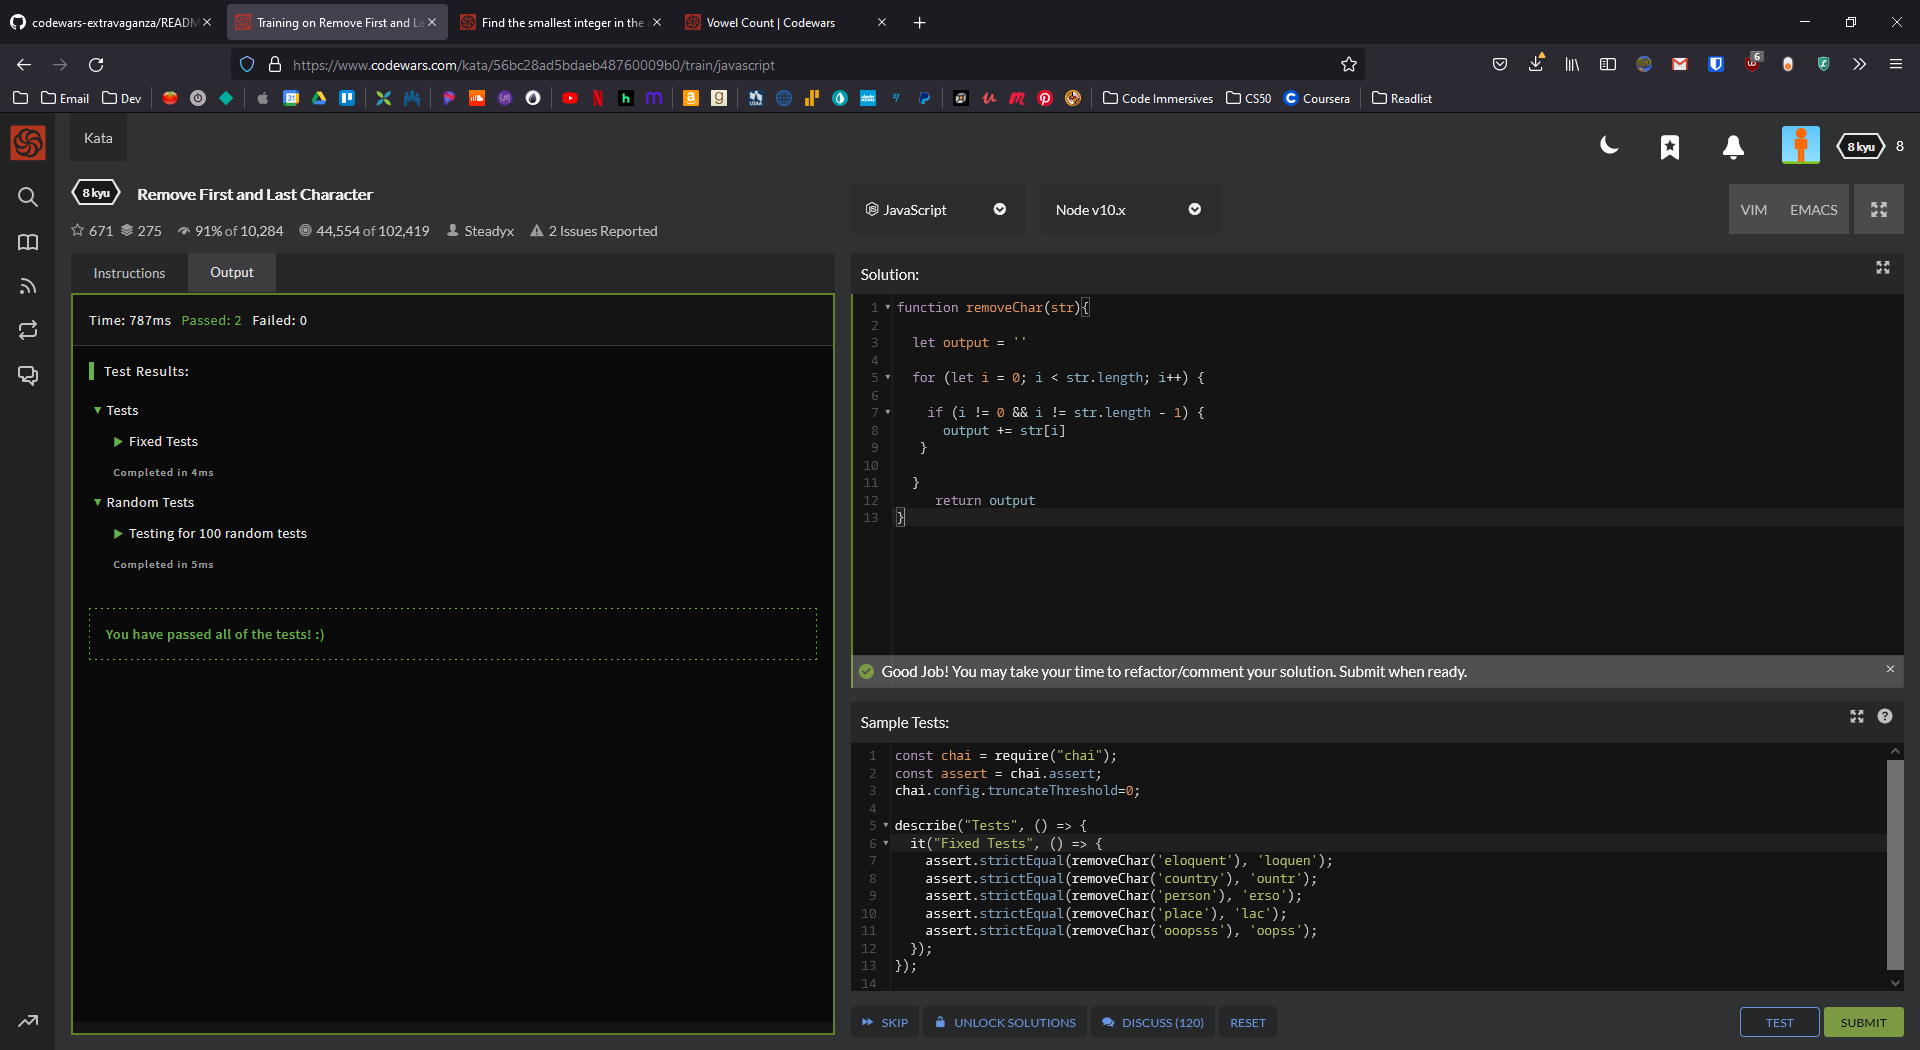 codewars-extravaganza/READM
Training on Remove First and La
Find the smallest integer in the
Vowel Count | Codewars
https://www.codewars.com/kata/56bc28ad5bdaeb48760009b0/train/javascript
6
Email
Dev
Code Immersives
CS50
Coursera
Readlist
Kata
8 kyu
8
8 kyu
Remove First and Last Character
671
275
91% of 10,284
44,554 of 102,419
Steadyx
2 Issues Reported
JavaScript
Node v10.x
VIM
EMACS
Instructions
Output
Time: 787ms Passed: 2 Failed: 0
Test Results:
Tests
Fixed Tests
Completed in 4ms
Random Tests
Testing for 100 random tests
Completed in 5ms
You have passed all of the tests! :)
Solution:
1 function removeChar(str){
2
3 let output = ''
4
5 for (let i = 0; i < str.length; i++) {
6
7 if (i != 0 && i != str.length - 1) {
8 output += str[i]
9 }
10
11 }
12 return output
13 }
Good Job! You may take your time to refactor/comment your solution. Submit when ready.
Sample Tests:
1 const chai = require("chai");
2 const assert = chai.assert;
3 chai.config.truncateThreshold=0;
4
5 describe("Tests", () => {
6 it("Fixed Tests", () => {
7 assert.strictEqual(removeChar('eloquent'), 'loquen');
8 assert.strictEqual(removeChar('country'), 'ountr');
9 assert.strictEqual(removeChar('person'), 'erso');
10 assert.strictEqual(removeChar('place'), 'lac');
11 assert.strictEqual(removeChar('ooopsss'), 'oopss');
12 });
13 });
14
SKIP
UNLOCK SOLUTIONS
DISCUSS (120)
RESET
TEST
SUBMIT